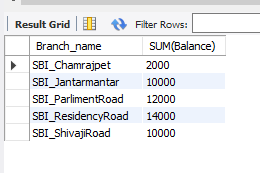 Result Grid Filter Rows:
Branch_name SUM(Balance)
SBI_Chamrajpet 2000
SBI_Jantarmantar 10000
SBI_ParlimentRoad 12000
SBI_ResidencyRoad 14000
SBI_ShivajiRoad 10000